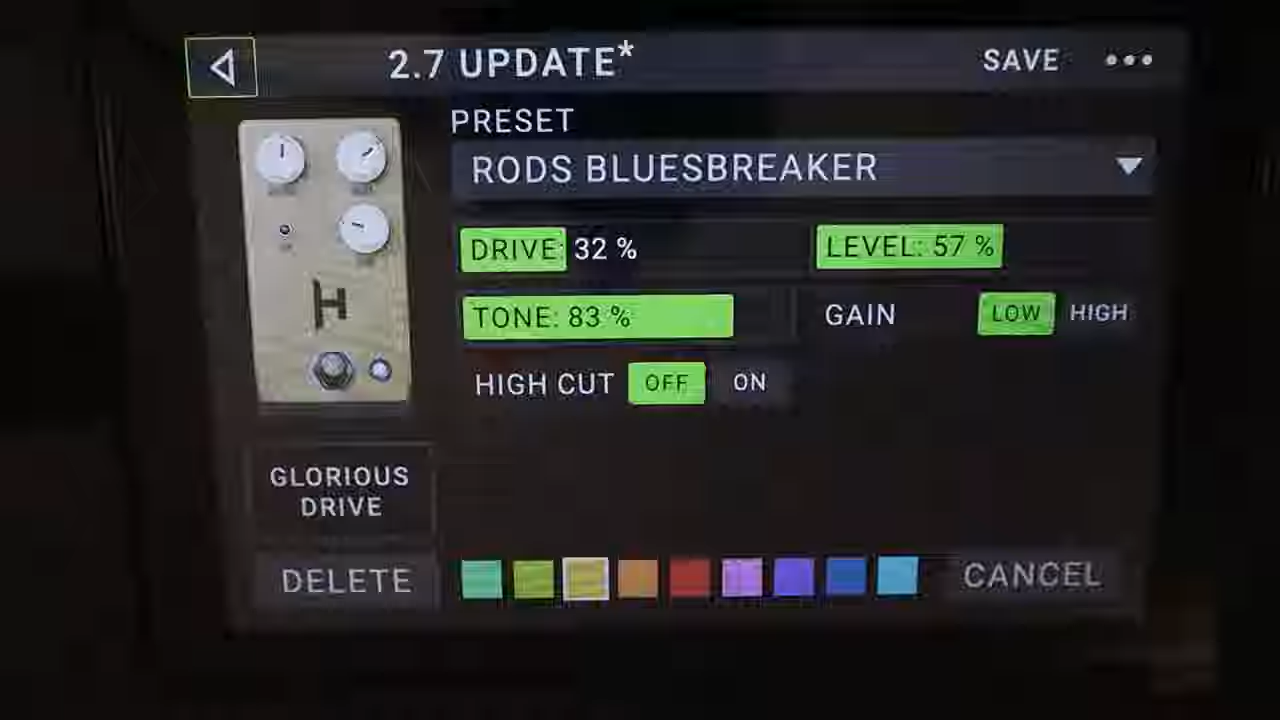 2.7 UPDATE*
SAVE
PRESET
RODS BLUESBREAKER
DRIVE: 32 %
LEVEL: 57 %
TONE: 83 %
GAIN
LOW
HIGH
HIGH CUT
OFF
ON
H
GLORIOUS
DRIVE
DELETE
CANCEL